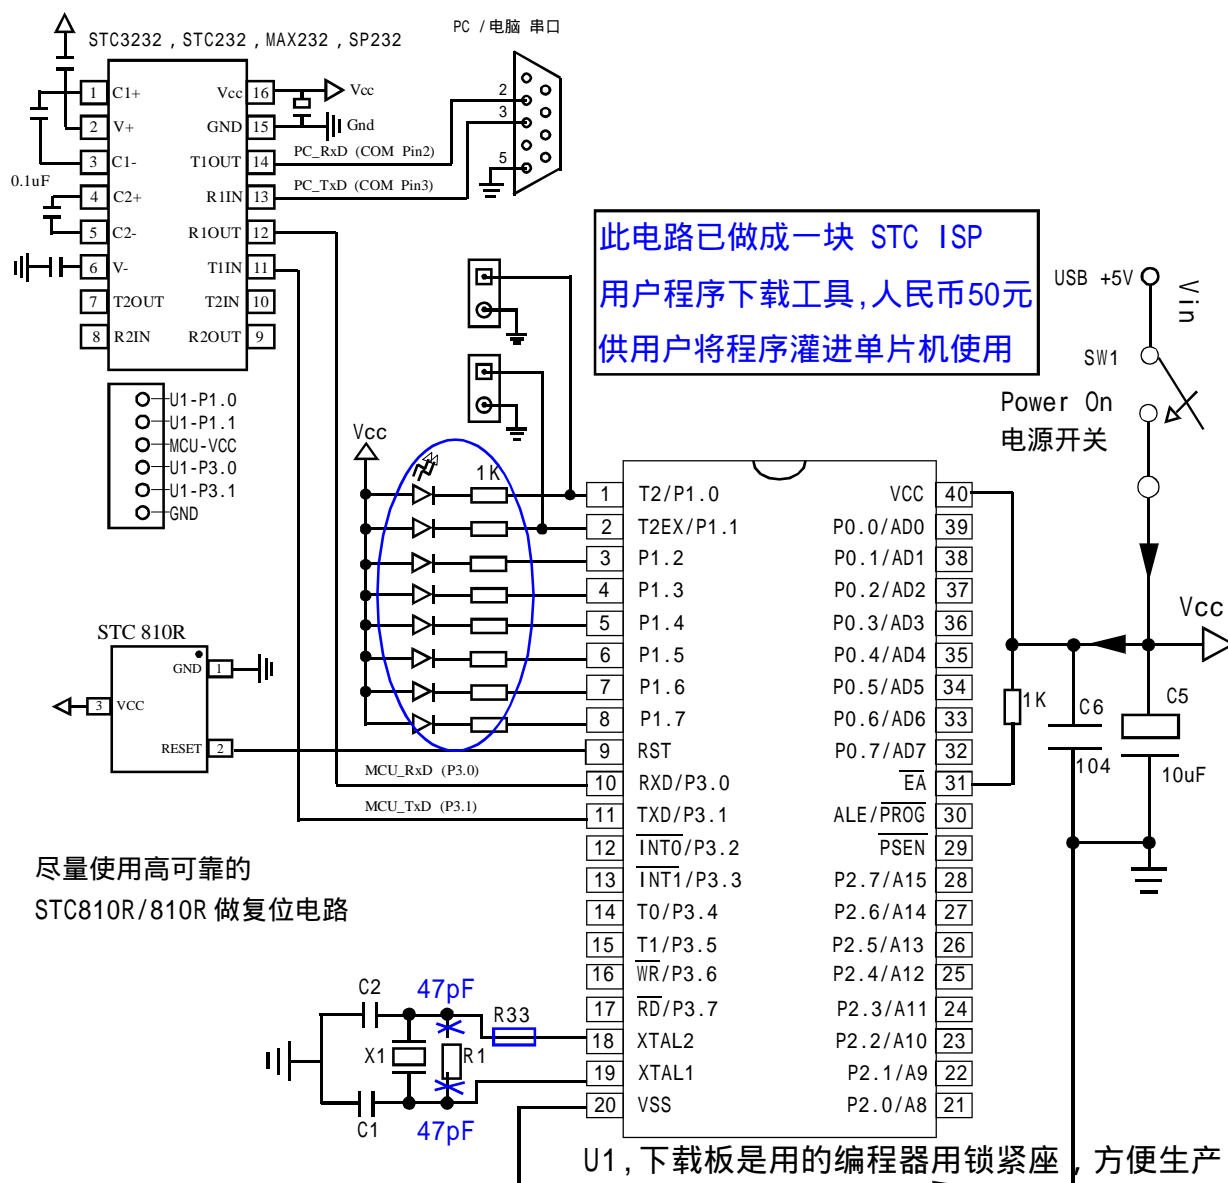 STC3232，STC232，MAX232，SP232
PC /电脑 串口
1 C1+ Vcc 16 Vcc
2 V+ GND 15 Gnd
3 C1- T1OUT 14 PC_RxD (COM Pin2)
4 C2+ R1IN 13 PC_TxD (COM Pin3)
5 C2- R1OUT 12
6 V- T1IN 11
7 T2OUT T2IN 10
8 R2IN R2OUT 9
0.1uF
2
3
5
此电路已做成一块 STC ISP
用户程序下载工具,人民币50元
供用户将程序灌进单片机使用
USB +5V
Vin
SW1
Power On
电源开关
U1-P1.0
U1-P1.1
MCU-VCC
U1-P3.0
U1-P3.1
GND
Vcc
1K
1 T2/P1.0 VCC 40
2 T2EX/P1.1 P0.0/AD0 39
3 P1.2 P0.1/AD1 38
4 P1.3 P0.2/AD2 37
5 P1.4 P0.3/AD3 36
6 P1.5 P0.4/AD4 35
7 P1.6 P0.5/AD5 34
8 P1.7 P0.6/AD6 33
9 RST P0.7/AD7 32
10 RXD/P3.0 EA 31
11 TXD/P3.1 ALE/PROG 30
12 INT0/P3.2 PSEN 29
13 INT1/P3.3 P2.7/A15 28
14 T0/P3.4 P2.6/A14 27
15 T1/P3.5 P2.5/A13 26
16 WR/P3.6 P2.4/A12 25
17 RD/P3.7 P2.3/A11 24
18 XTAL2 P2.2/A10 23
19 XTAL1 P2.1/A9 22
20 VSS P2.0/A8 21
Vcc
1K
C6
104
C5
10uF
STC 810R
GND 1
3 VCC
RESET 2
MCU_RxD (P3.0)
MCU_TxD (P3.1)
尽量使用高可靠的
STC810R/810R 做复位电路
C2
47pF
R33
X1
R1
C1
47pF
U1,下载板是用的编程器用锁紧座，方便生产